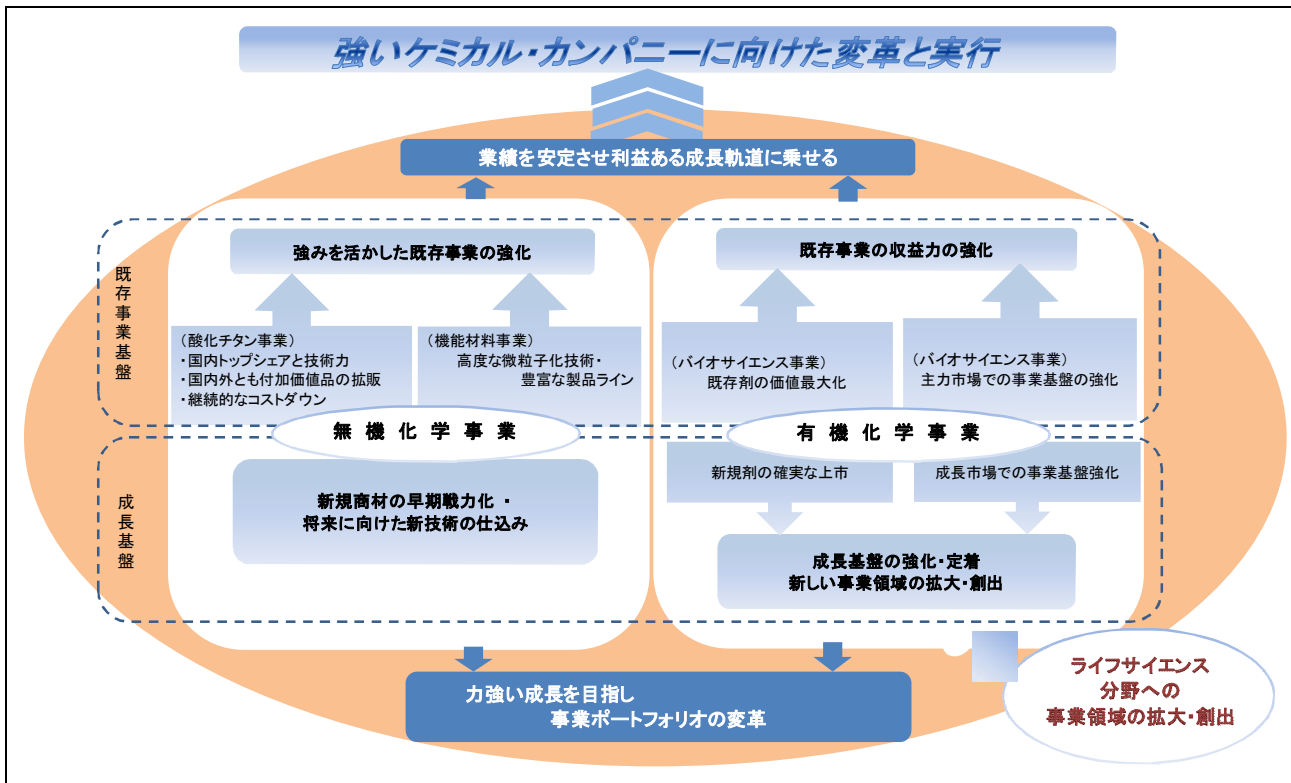 強いケミカル・カンパニーに向けた変革と実行
業績を安定させ利益ある成長軌道に乗せる
既存事業基盤
強みを活かした既存事業の強化
(酸化チタン事業)
・国内トップシェアと技術力
・国内外とも付加価値品の拡販
・継続的なコストダウン
(機能材料事業)
高度な微粒子化技術・
豊富な製品ライン
既存事業の収益力の強化
(バイオサイエンス事業)
既存剤の価値最大化
(バイオサイエンス事業)
主力市場での事業基盤の強化
無機化学事業
有機化学事業
成長基盤
新規商材の早期戦力化 ・
将来に向けた新技術の仕込み
新規剤の確実な上市
成長市場での事業基盤強化
成長基盤の強化・定着
新しい事業領域の拡大・創出
力強い成長を目指し
事業ポートフォリオの変革
ライフサイエンス
分野への
事業領域の拡大・創出